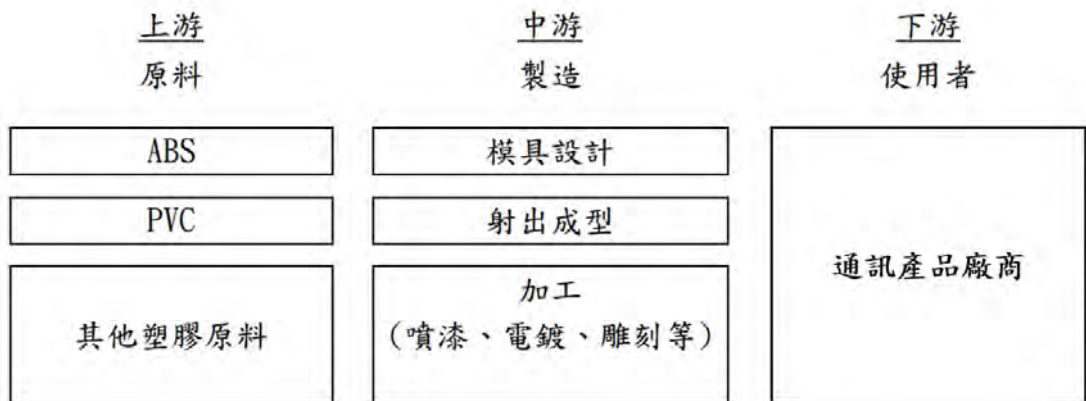 上游
原料
ABS
PVC
其他塑膠原料
中游
製造
模具設計
射出成型
加工
(噴漆、電鍍、雕刻等)
下游
使用者
通訊產品廠商